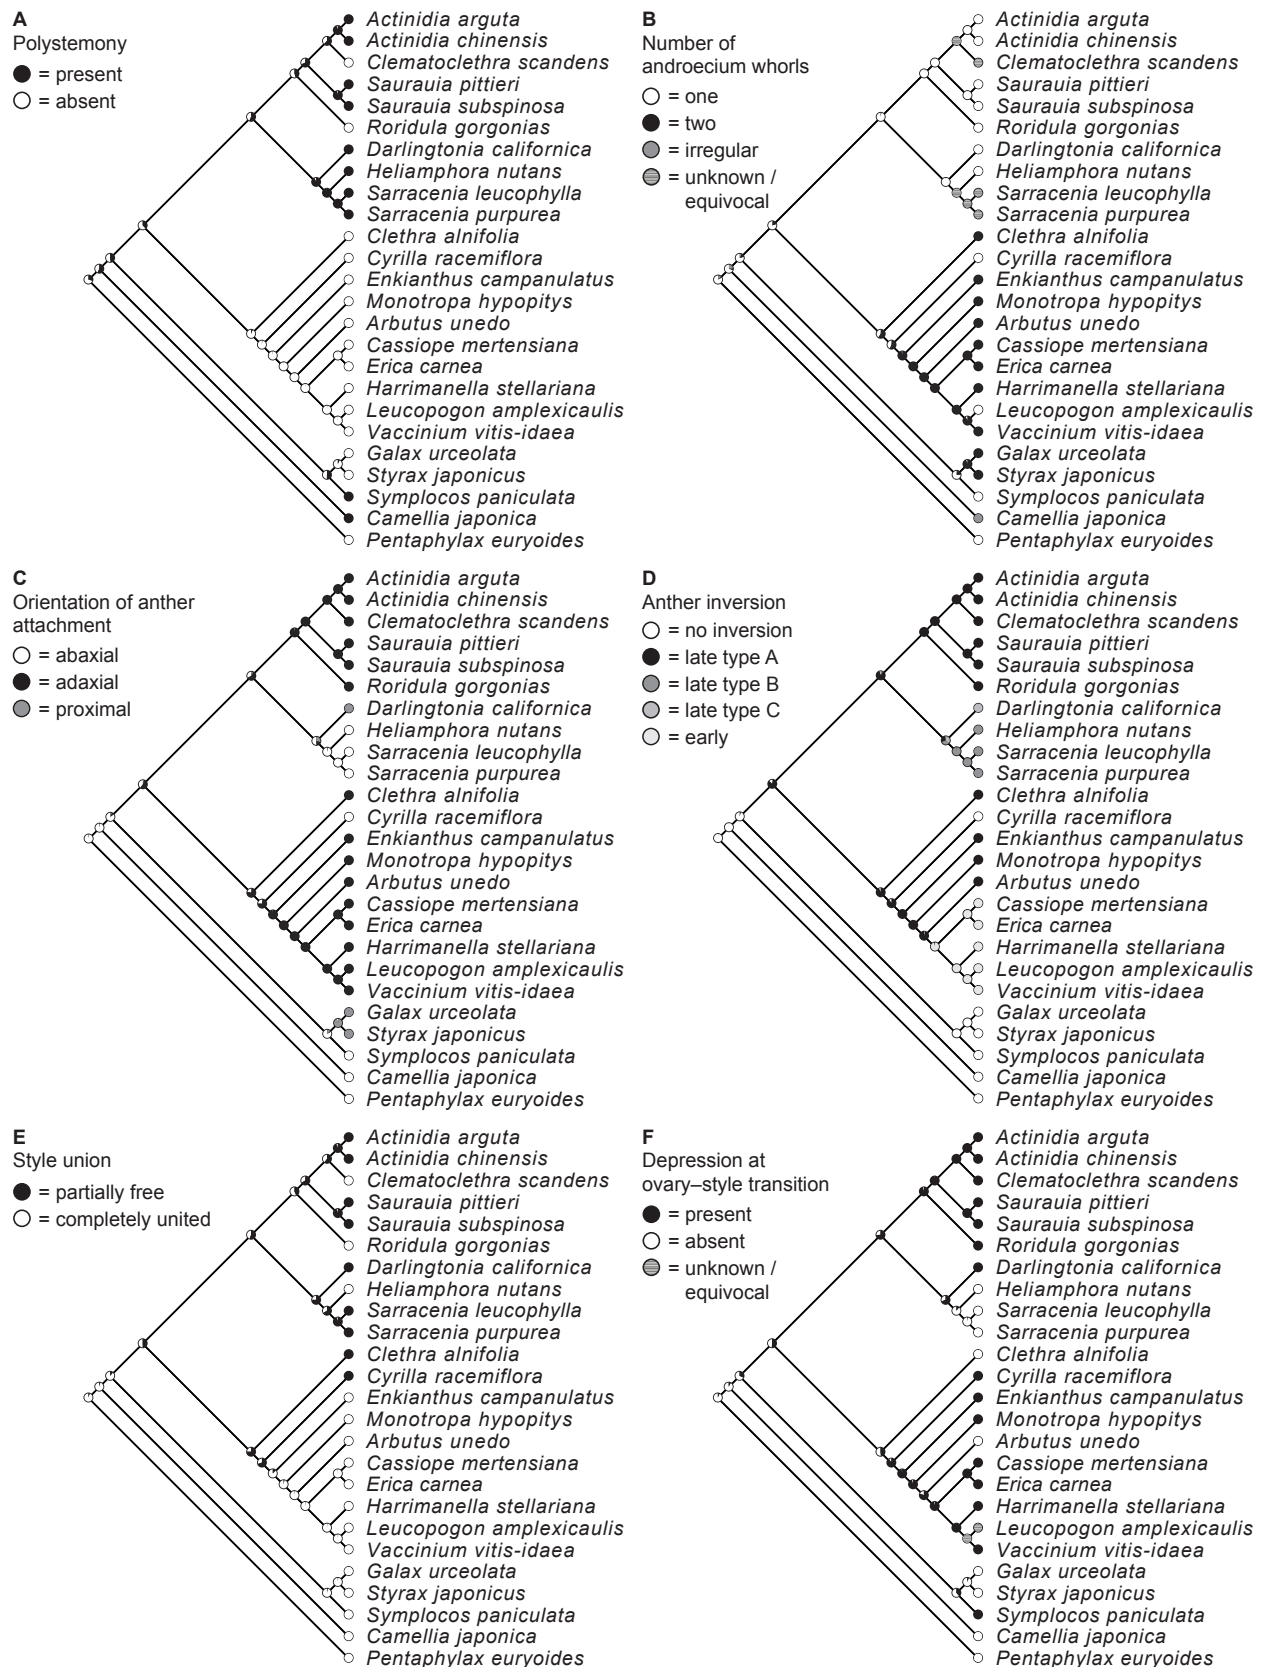 A
Polystemony
= present
= absent
Actinidia arguta
Actinidia chinensis
Clematoclethra scandens
Saurauia pittieri
Saurauia subspinosa
Roridula gorgonias
Darlingtonia californica
Heliamphora nutans
Sarracenia leucophylla
Sarracenia purpurea
Clethra alnifolia
Cyrilla racemiflora
Enkianthus campanulatus
Monotropa hypopitys
Arbutus unedo
Cassiope mertensiana
Erica carnea
Harrimanella stellariana
Leucopogon amplexicaulis
Vaccinium vitis-idaea
Galax urceolata
Styrax japonicus
Symplocos paniculata
Camellia japonica
Pentaphylax euryoides
B
Number of
androecium whorls
= one
= two
= irregular
= unknown /
equivocal
Actinidia arguta
Actinidia chinensis
Clematoclethra scandens
Saurauia pittieri
Saurauia subspinosa
Roridula gorgonias
Darlingtonia californica
Heliamphora nutans
Sarracenia leucophylla
Sarracenia purpurea
Clethra alnifolia
Cyrilla racemiflora
Enkianthus campanulatus
Monotropa hypopitys
Arbutus unedo
Cassiope mertensiana
Erica carnea
Harrimanella stellariana
Leucopogon amplexicaulis
Vaccinium vitis-idaea
Galax urceolata
Styrax japonicus
Symplocos paniculata
Camellia japonica
Pentaphylax euryoides
C
Orientation of anther
attachment
= abaxial
= adaxial
= proximal
Actinidia arguta
Actinidia chinensis
Clematoclethra scandens
Saurauia pittieri
Saurauia subspinosa
Roridula gorgonias
Darlingtonia californica
Heliamphora nutans
Sarracenia leucophylla
Sarracenia purpurea
Clethra alnifolia
Cyrilla racemiflora
Enkianthus campanulatus
Monotropa hypopitys
Arbutus unedo
Cassiope mertensiana
Erica carnea
Harrimanella stellariana
Leucopogon amplexicaulis
Vaccinium vitis-idaea
Galax urceolata
Styrax japonicus
Symplocos paniculata
Camellia japonica
Pentaphylax euryoides
D
Anther inversion
= no inversion
= late type A
= late type B
= late type C
= early
Actinidia arguta
Actinidia chinensis
Clematoclethra scandens
Saurauia pittieri
Saurauia subspinosa
Roridula gorgonias
Darlingtonia californica
Heliamphora nutans
Sarracenia leucophylla
Sarracenia purpurea
Clethra alnifolia
Cyrilla racemiflora
Enkianthus campanulatus
Monotropa hypopitys
Arbutus unedo
Cassiope mertensiana
Erica carnea
Harrimanella stellariana
Leucopogon amplexicaulis
Vaccinium vitis-idaea
Galax urceolata
Styrax japonicus
Symplocos paniculata
Camellia japonica
Pentaphylax euryoides
E
Style union
= partially free
= completely united
Actinidia arguta
Actinidia chinensis
Clematoclethra scandens
Saurauia pittieri
Saurauia subspinosa
Roridula gorgonias
Darlingtonia californica
Heliamphora nutans
Sarracenia leucophylla
Sarracenia purpurea
Clethra alnifolia
Cyrilla racemiflora
Enkianthus campanulatus
Monotropa hypopitys
Arbutus unedo
Cassiope mertensiana
Erica carnea
Harrimanella stellariana
Leucopogon amplexicaulis
Vaccinium vitis-idaea
Galax urceolata
Styrax japonicus
Symplocos paniculata
Camellia japonica
Pentaphylax euryoides
F
Depression at
ovary–style transition
= present
= absent
= unknown /
equivocal
Actinidia arguta
Actinidia chinensis
Clematoclethra scandens
Saurauia pittieri
Saurauia subspinosa
Roridula gorgonias
Darlingtonia californica
Heliamphora nutans
Sarracenia leucophylla
Sarracenia purpurea
Clethra alnifolia
Cyrilla racemiflora
Enkianthus campanulatus
Monotropa hypopitys
Arbutus unedo
Cassiope mertensiana
Erica carnea
Harrimanella stellariana
Leucopogon amplexicaulis
Vaccinium vitis-idaea
Galax urceolata
Styrax japonicus
Symplocos paniculata
Camellia japonica
Pentaphylax euryoides